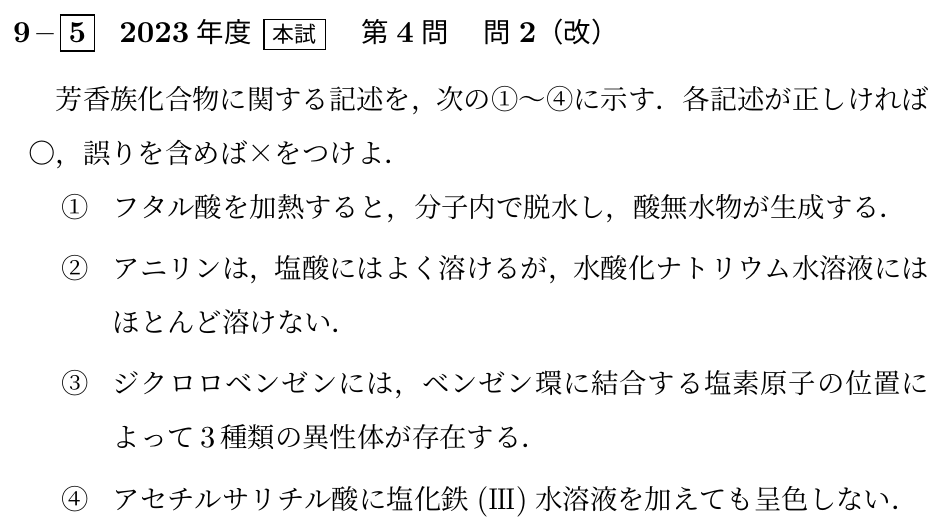 9－5 2023年度 本試 第4問 問2（改）
芳香族化合物に関する記述を，次の①～④に示す．各記述が正しければ
○，誤りを含めば×をつけよ．
① フタル酸を加熱すると，分子内で脱水し，酸無水物が生成する．
② アニリンは，塩酸にはよく溶けるが，水酸化ナトリウム水溶液には
ほとんど溶けない．
③ ジクロロベンゼンには，ベンゼン環に結合する塩素原子の位置に
よって3種類の異性体が存在する．
④ アセチルサリチル酸に塩化鉄(Ⅲ)水溶液を加えても呈色しない．